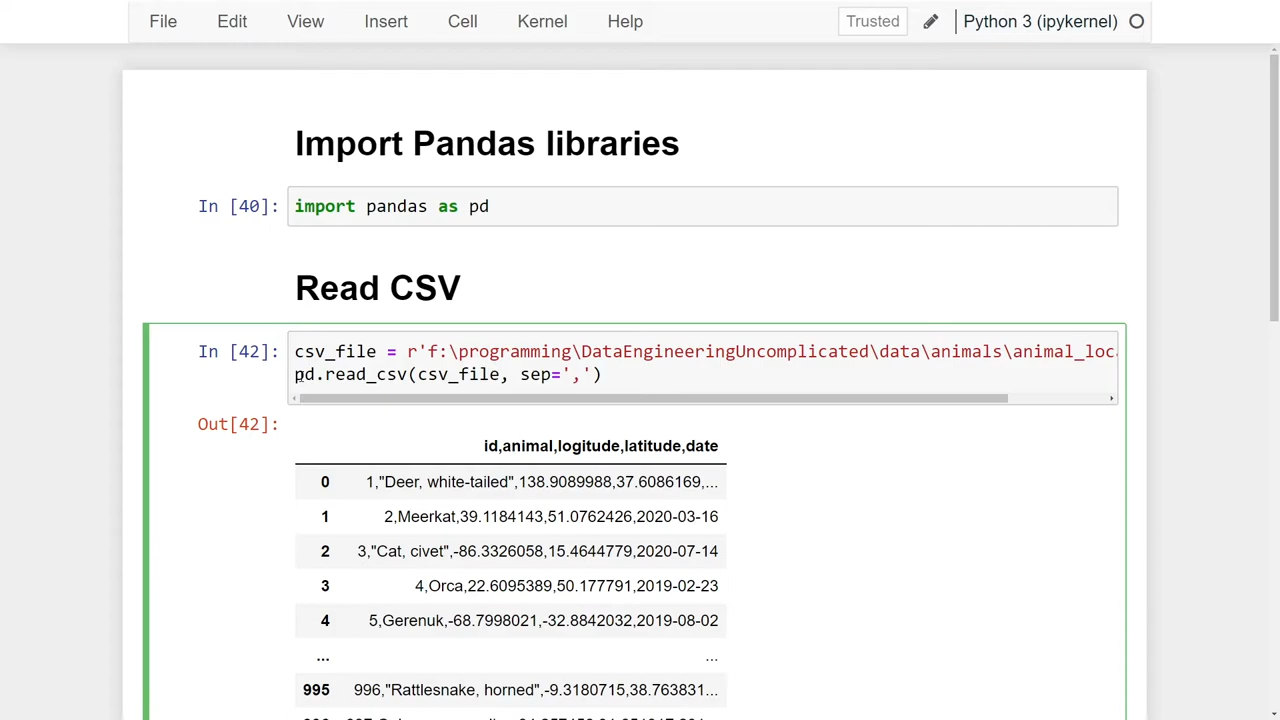 File Edit View Insert Cell Kernel Help Trusted Python 3 (ipykernel)
Import Pandas libraries
In [40]: import pandas as pd
Read CSV
In [42]: csv_file = r'f:\programming\DataEngineeringUncomplicated\data\animals\animal_loc
pd.read_csv(csv_file, sep=',')
Out[42]:
id,animal,logitude,latitude,date
0 1,"Deer, white-tailed",138.9089988,37.6086169,...
1 2,Meerkat,39.1184143,51.0762426,2020-03-16
2 3,"Cat, civet",-86.3326058,15.4644779,2020-07-14
3 4,Orca,22.6095389,50.177791,2019-02-23
4 5,Gerenuk,-68.7998021,-32.8842032,2019-08-02
... ...
995 996,"Rattlesnake, horned",-9.3180715,38.763831...